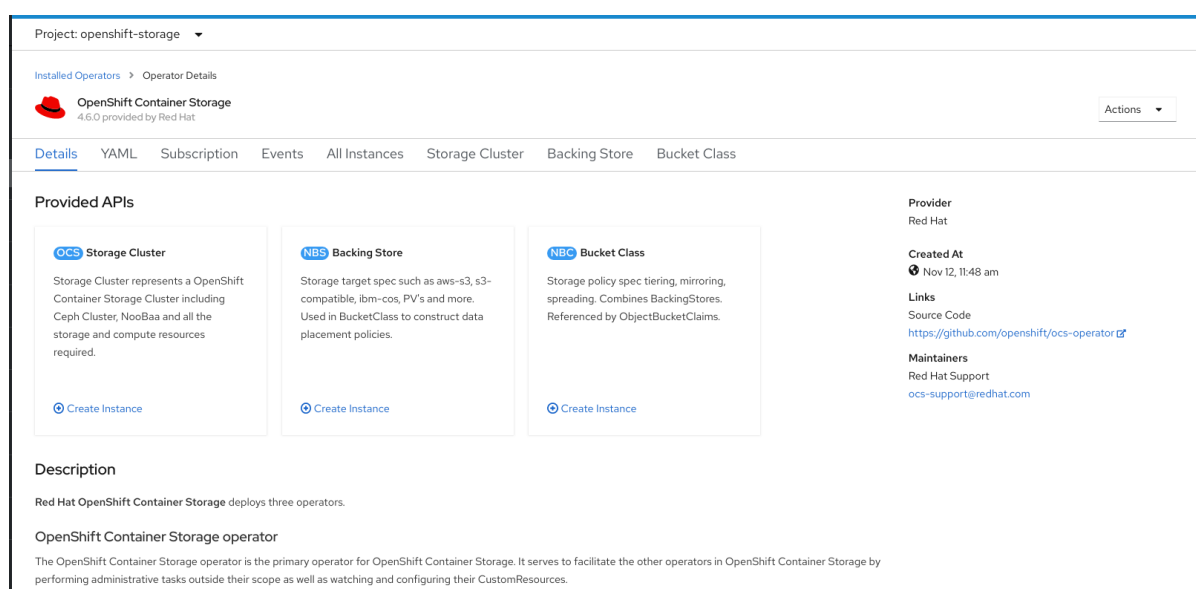 Project: openshift-storage
Installed Operators > Operator Details
OpenShift Container Storage
4.6.0 provided by Red Hat
Actions
Details YAML Subscription Events All Instances Storage Cluster Backing Store Bucket Class
Provided APIs
OCS Storage Cluster
Storage Cluster represents a OpenShift
Container Storage Cluster including
Ceph Cluster, NooBaa and all the
storage and compute resources
required.
Create Instance
NBS Backing Store
Storage target spec such as aws-s3, s3-
compatible, ibm-cos, PV's and more.
Used in BucketClass to construct data
placement policies.
Create Instance
NBC Bucket Class
Storage policy spec tiering, mirroring,
spreading. Combines BackingStores.
Referenced by ObjectBucketClaims.
Create Instance
Provider
Red Hat
Created At
Nov 12, 11:48 am
Links
Source Code
https://github.com/openshift/ocs-operator
Maintainers
Red Hat Support
ocs-support@redhat.com
Description
Red Hat OpenShift Container Storage deploys three operators.
OpenShift Container Storage operator
The OpenShift Container Storage operator is the primary operator for OpenShift Container Storage. It serves to facilitate the other operators in OpenShift Container Storage by
performing administrative tasks outside their scope as well as watching and configuring their CustomResources.